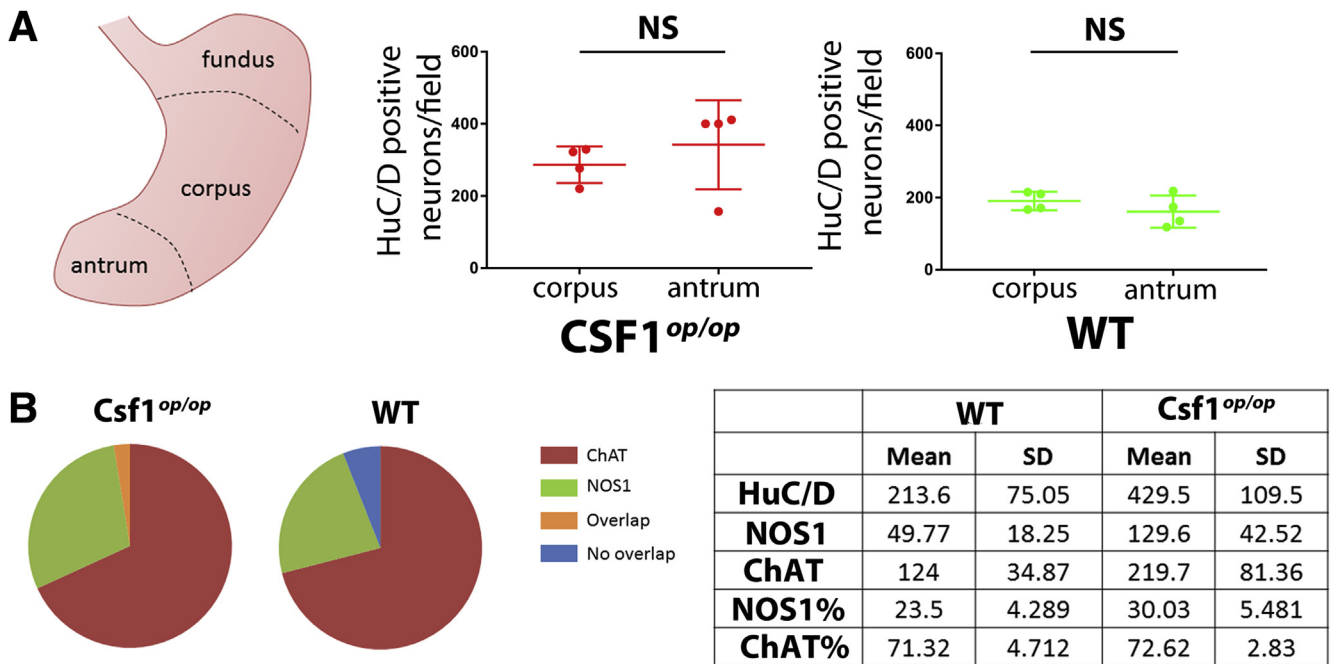 A
fundus
corpus
antrum
HuC/D positive
neurons/field
600
400
200
0
NS
corpus
antrum
CSF1op/op
HuC/D positive
neurons/field
600
400
200
0
NS
corpus
antrum
WT
B
Csf1op/op
WT
ChAT
NOS1
Overlap
No overlap
WT Csf1op/op
Mean SD Mean SD
HuC/D 213.6 75.05 429.5 109.5
NOS1 49.77 18.25 129.6 42.52
ChAT 124 34.87 219.7 81.36
NOS1% 23.5 4.289 30.03 5.481
ChAT% 71.32 4.712 72.62 2.83